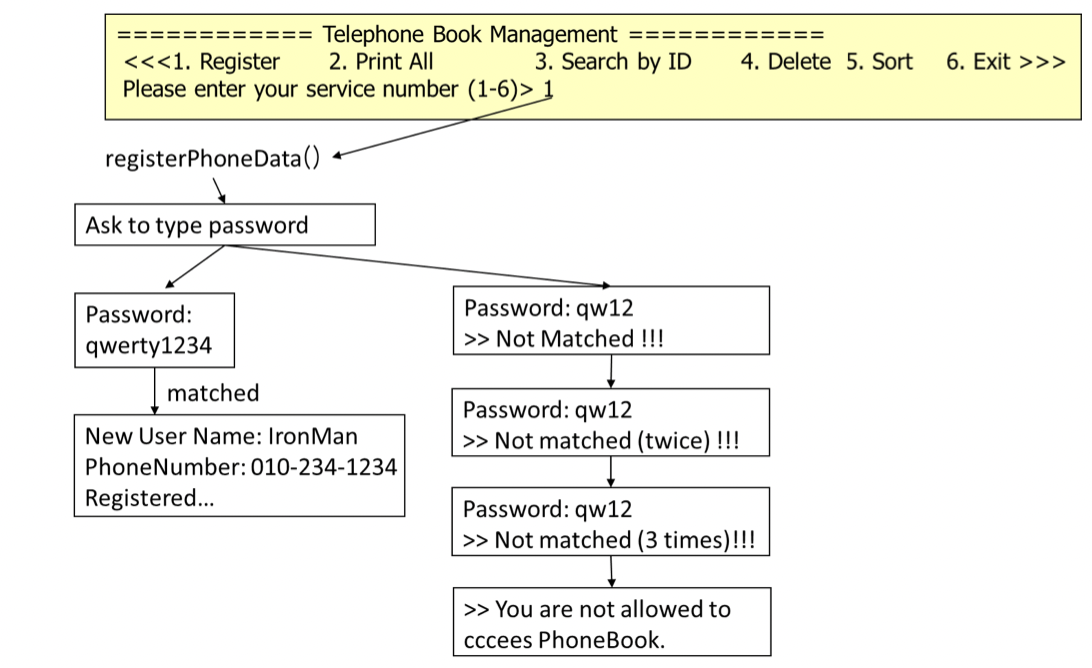 ============ Telephone Book Management ============
<<<1. Register 2. Print All 3. Search by ID 4. Delete 5. Sort 6. Exit >>>
Please enter your service number (1-6)> 1
registerPhoneData()
Ask to type password
Password:
qwerty1234
matched
New User Name: IronMan
PhoneNumber: 010-234-1234
Registered...
Password: qw12
>> Not Matched !!!
Password: qw12
>> Not matched (twice) !!!
Password: qw12
>> Not matched (3 times)!!!
>> You are not allowed to
cccees PhoneBook.